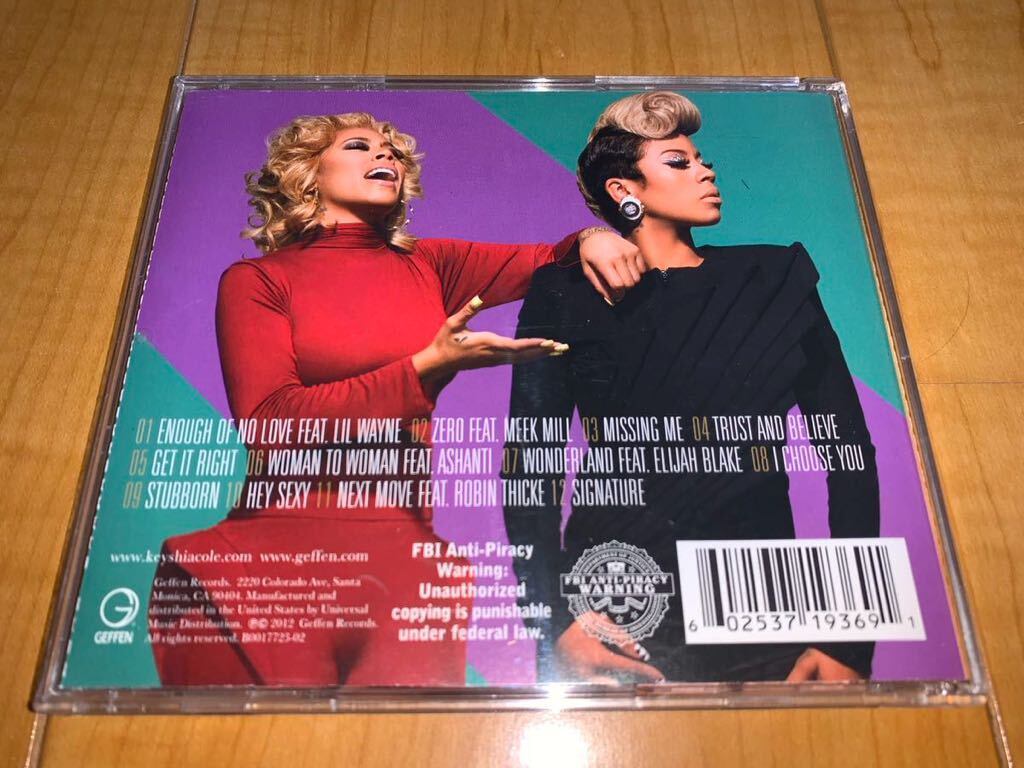 01 ENOUGH OF NO LOVE FEAT. LIL WAYNE 02 ZERO FEAT. MEEK MILL 03 MISSING ME 04 TRUST AND BELIEVE
05 GET IT RIGHT 06 WOMAN TO WOMAN FEAT. ASHANTI 07 WONDERLAND FEAT. ELIJAH BLAKE 08 I CHOOSE YOU
09 STUBBORN 10 HEY SEXY 11 NEXT MOVE FEAT. ROBIN THICKE 12 SIGNATURE
www.keyshiacole.com www.geffen.com
Geffen Records. 2220 Colorado Ave, Santa
Monica, CA 90404. Manufactured and
distributed in the United States by Universal
Music Distribution. ℗© 2012 Geffen Records.
All rights reserved. B0017725-02
GEFFEN
FBI Anti-Piracy
Warning:
Unauthorized
copying is punishable
under federal law.
FBI ANTI-PIRACY
WARNING
6 02537 19369 1